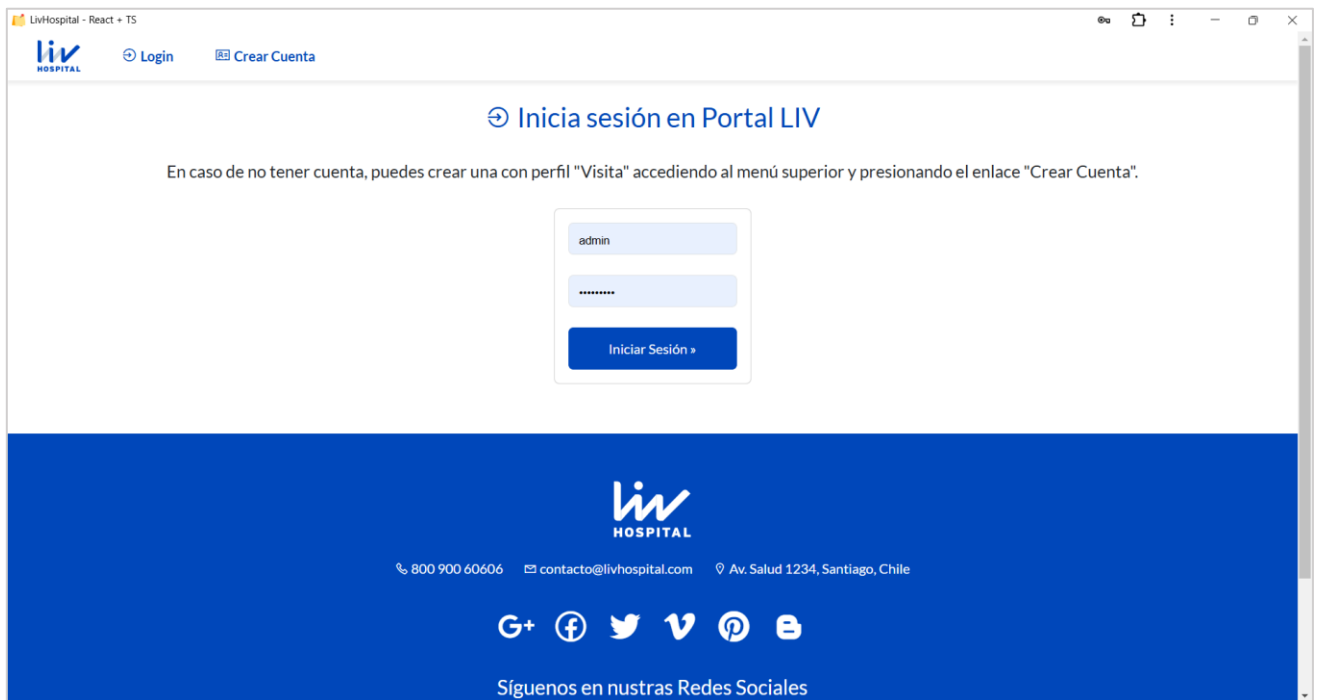 LivHospital - React + TS
liv
HOSPITAL
Login
Crear Cuenta
Inicia sesión en Portal LIV
En caso de no tener cuenta, puedes crear una con perfil "Visita" accediendo al menú superior y presionando el enlace "Crear Cuenta".
admin
•••••••••
Iniciar Sesión »
liv
HOSPITAL
800 900 60606 contacto@livhospital.com Av. Salud 1234, Santiago, Chile
G+
Síguenos en nustras Redes Sociales